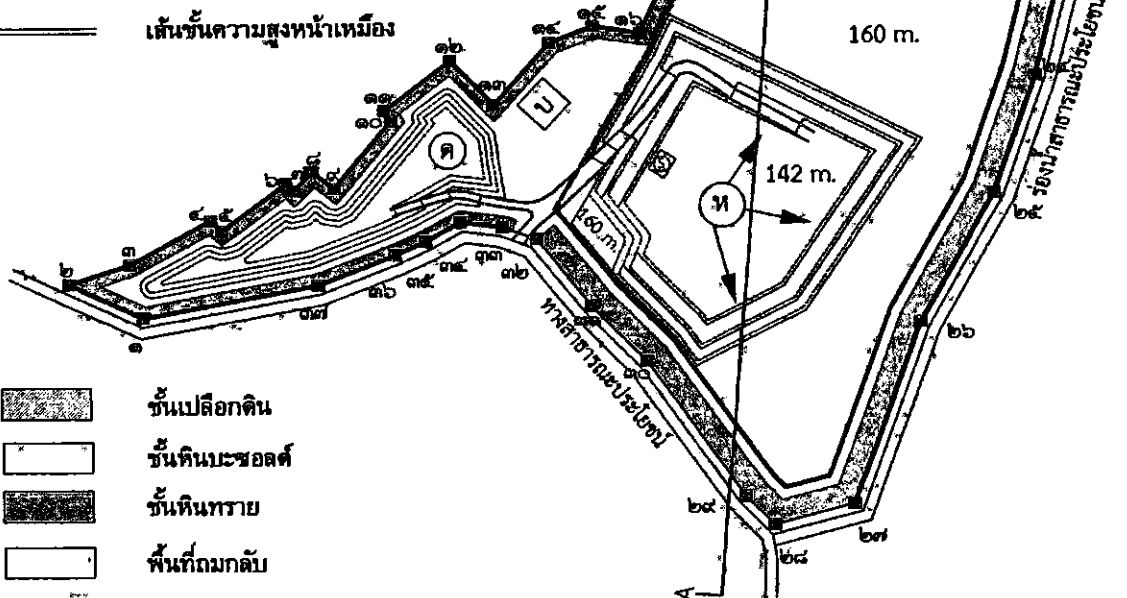 เส้นชั้นความสูงหน้าเหมือง
๑๕
๑๖
๑๔
160 m.
๑๒
๑๓
๑๑
๑๐
บ
ค
142 m.
ห
๘
๗
๖
๙
๔
๕
160 m.
ร่องน้ำสาธารณะประโยชน์
๒๕
๓
๒
๓๔
๓๓
๓๒
๓๕
๓๖
๓๗
๑
ทางสาธารณะประโยชน์
๓๑
๓๐
๒๖
ชั้นเปลือกดิน
ชั้นหินบะซอลต์
ชั้นหินทราย
พื้นที่ถมกลับ
๒๙
๒๗
๒๘
A